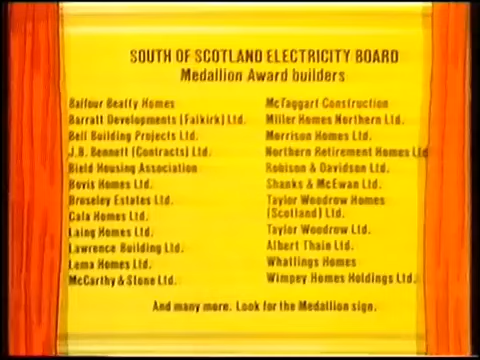 SOUTH OF SCOTLAND ELECTRICITY BOARD
Medallion Award builders
Balfour Beatty Homes
Barratt Developments (Falkirk) Ltd.
Bell Building Projects Ltd.
J.B. Bennett (Contracts) Ltd.
Bield Housing Association
Bovis Homes Ltd.
Broseley Estates Ltd.
Cala Homes Ltd.
Laing Homes Ltd.
Lawrence Building Ltd.
Lema Homes Ltd.
McCarthy & Stone Ltd.
McTaggart Construction
Miller Homes Northern Ltd.
Morrison Homes Ltd.
Northern Retirement Homes Ltd
Robison & Davidson Ltd.
Shanks & McEwan Ltd.
Taylor Woodrow Homes
(Scotland) Ltd.
Taylor Woodrow Ltd.
Albert Thain Ltd.
Whatlings Homes
Wimpey Homes Holdings Ltd.
And many more. Look for the Medallion sign.